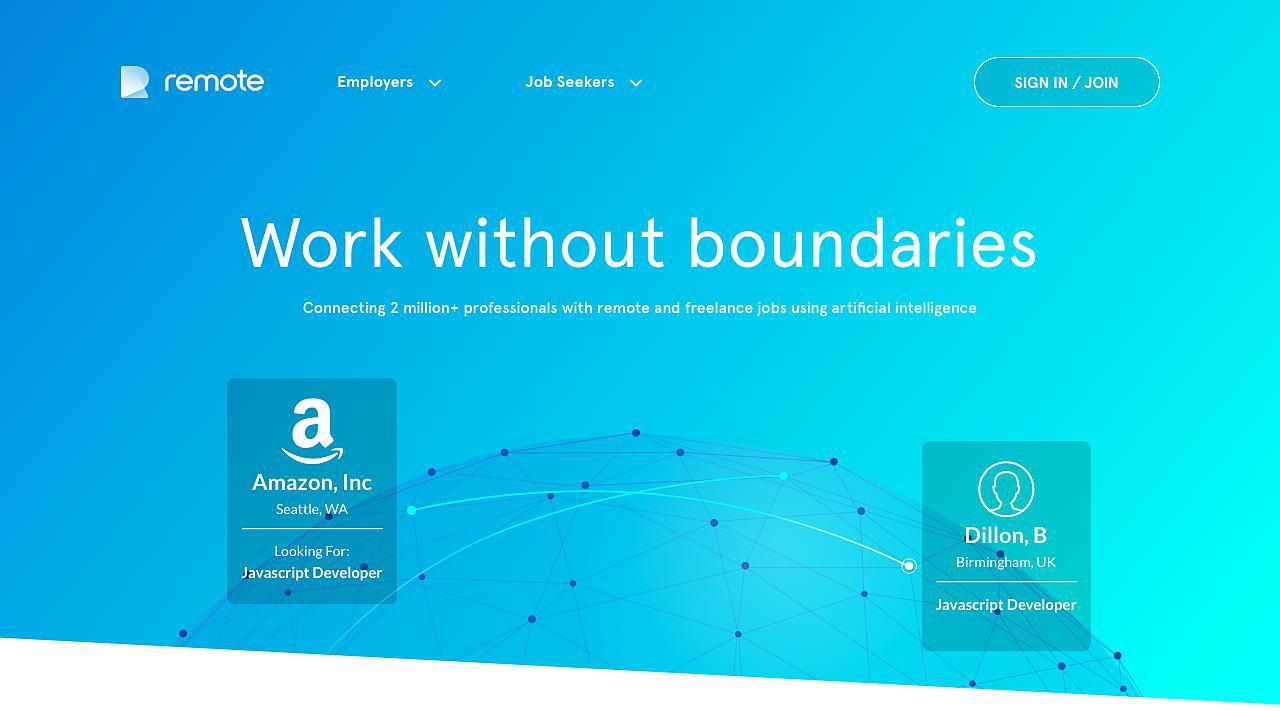 remote
Employers
Job Seekers
SIGN IN / JOIN
Work without boundaries
Connecting 2 million+ professionals with remote and freelance jobs using artificial intelligence
Amazon, Inc
Seattle, WA
Looking For:
Javascript Developer
Dillon, B
Birmingham, UK
Javascript Developer